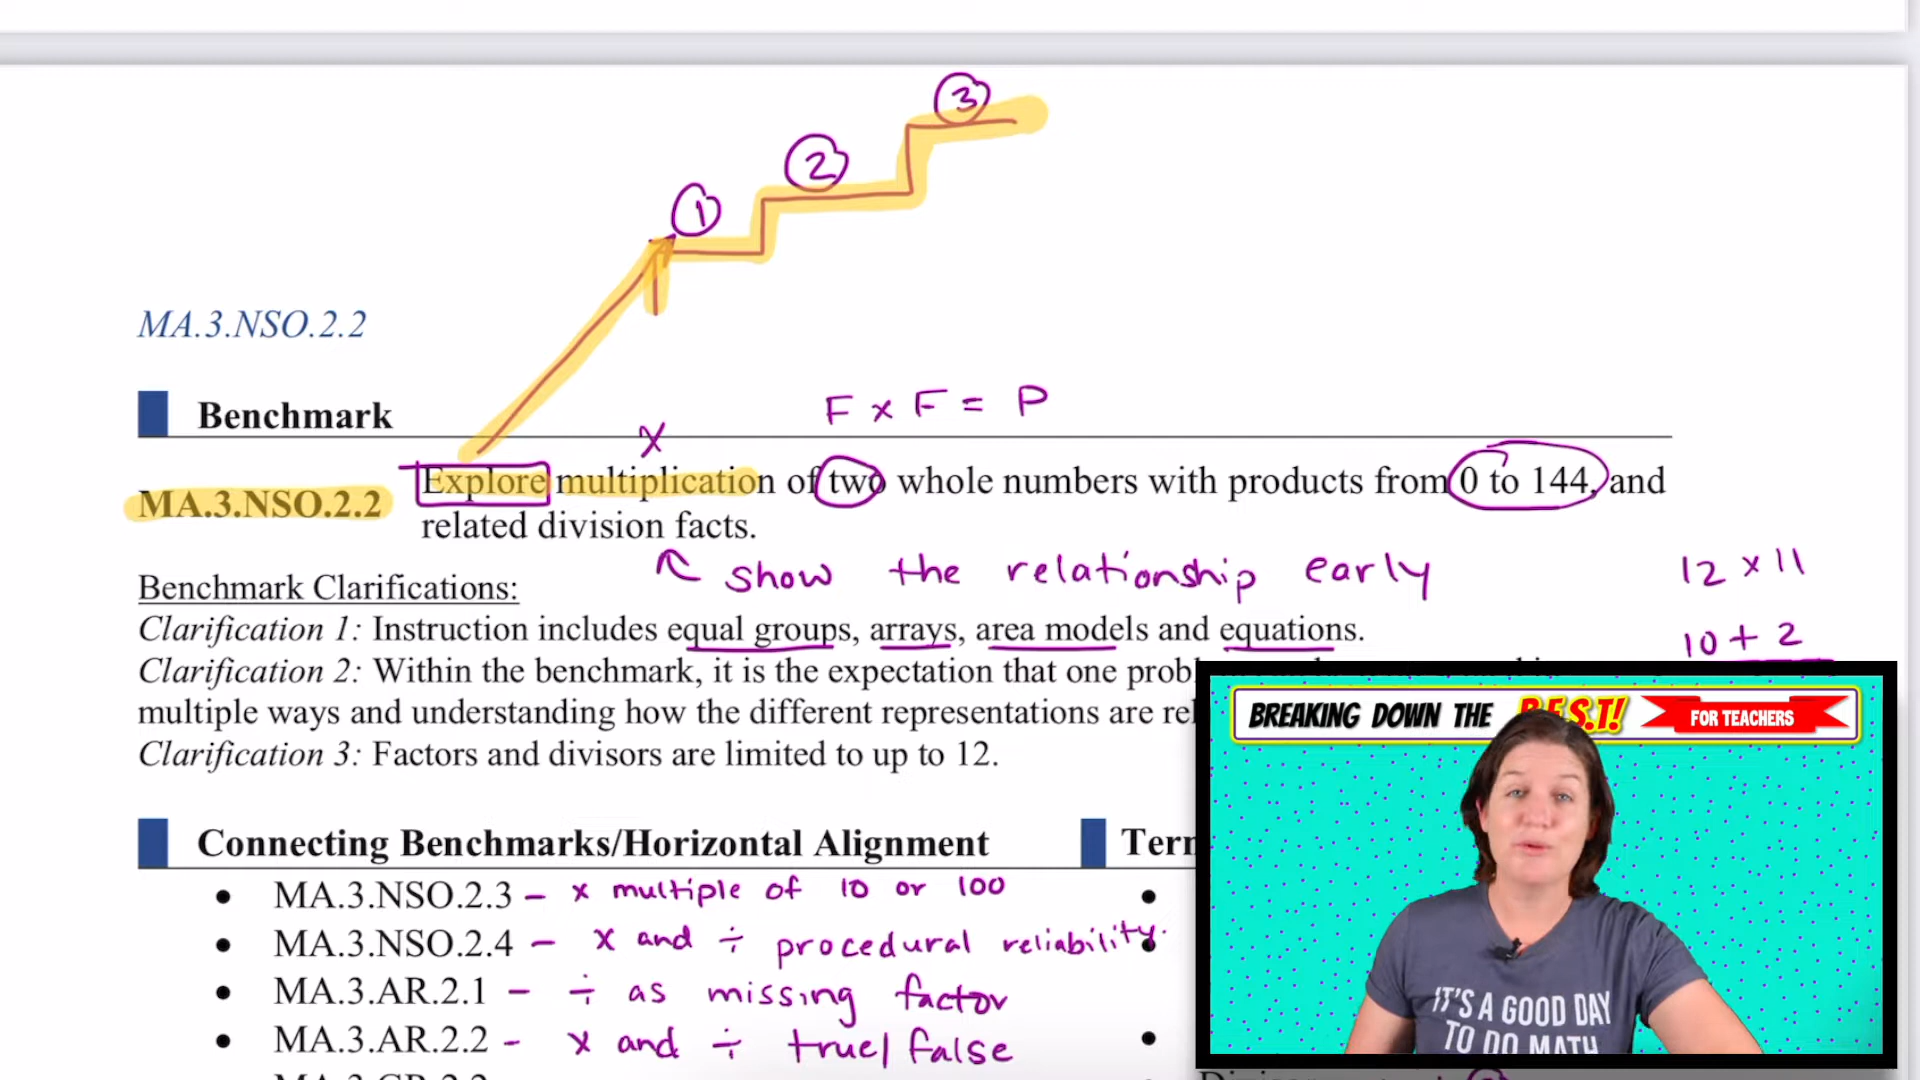 3
2
1
MA.3.NSO.2.2
F x F = P
Benchmark
x
MA.3.NSO.2.2 Explore multiplication of two whole numbers with products from 0 to 144, and
related division facts.
show the relationship early
12 x 11
Benchmark Clarifications:
Clarification 1: Instruction includes equal groups, arrays, area models and equations.
10 + 2
Clarification 2: Within the benchmark, it is the expectation that one
multiple ways and understanding how the different representations are
Clarification 3: Factors and divisors are limited to up to 12.
BREAKING DOWN THE B.E.S.T! FOR TEACHERS
Connecting Benchmarks/Horizontal Alignment
MA.3.NSO.2.3 – x multiple of 10 or 100
MA.3.NSO.2.4 – x and ÷ procedural reliability.
MA.3.AR.2.1 – ÷ as missing factor
MA.3.AR.2.2 – x and ÷ true/false
IT'S A GOOD DAY
TO DO MATH